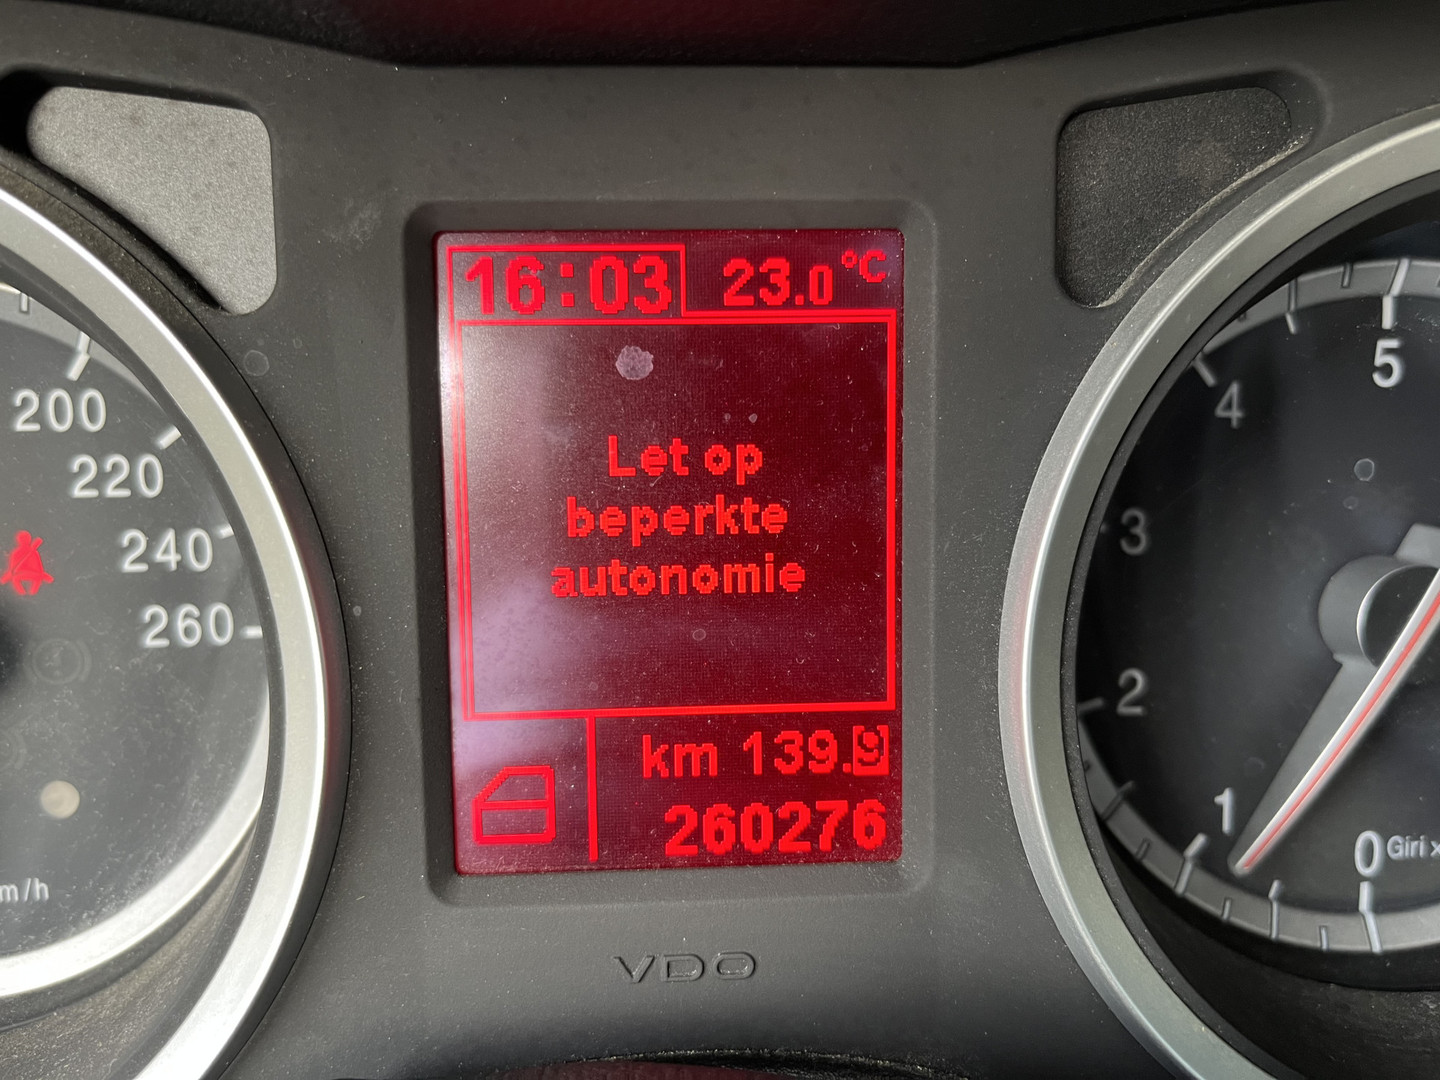 16:03 23.0 °C
Let op
beperkte
autonomie
km 139.9
260276
VDO
200
220
240
260
m/h
5
4
3
2
1
0 Giri x